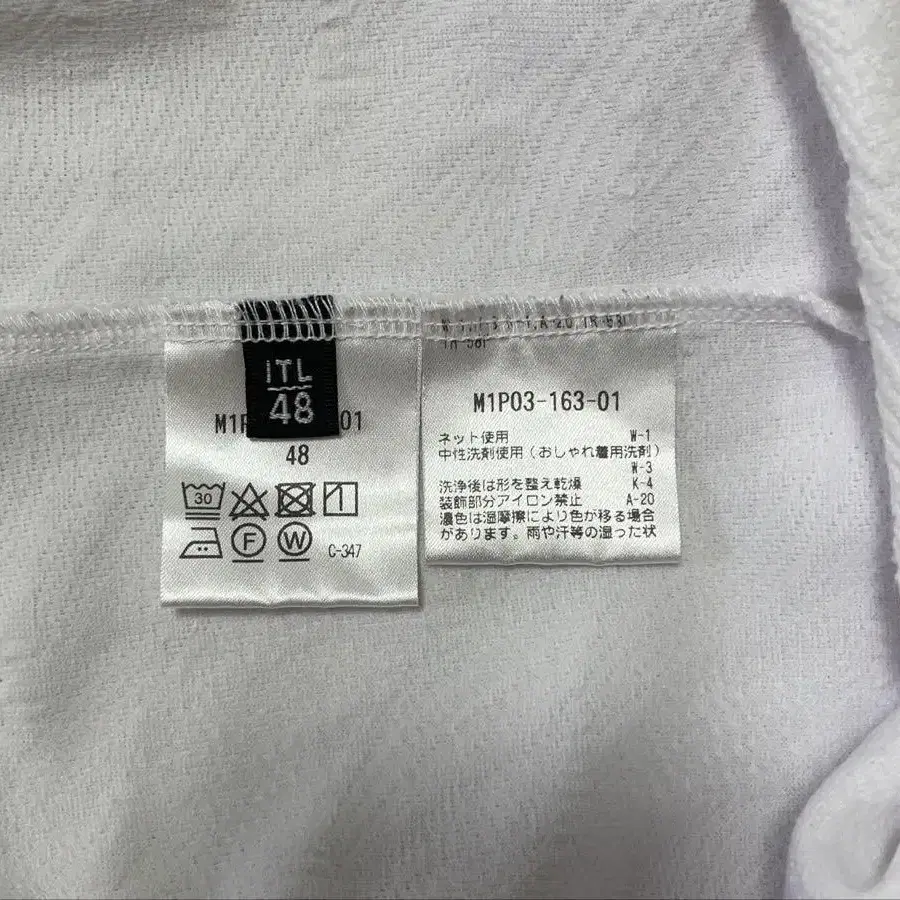 ITL
48
M1P 01
48
30
F
W
C-347
M1P03-163-01
ネット使用 W-1
中性洗剤使用(おしゃれ着用洗剤)
W-3
洗浄後は形を整え乾燥 K-4
装飾部分アイロン禁止 A-20
濃色は湿摩擦により色が移る場合
があります。雨や汗等の湿った状